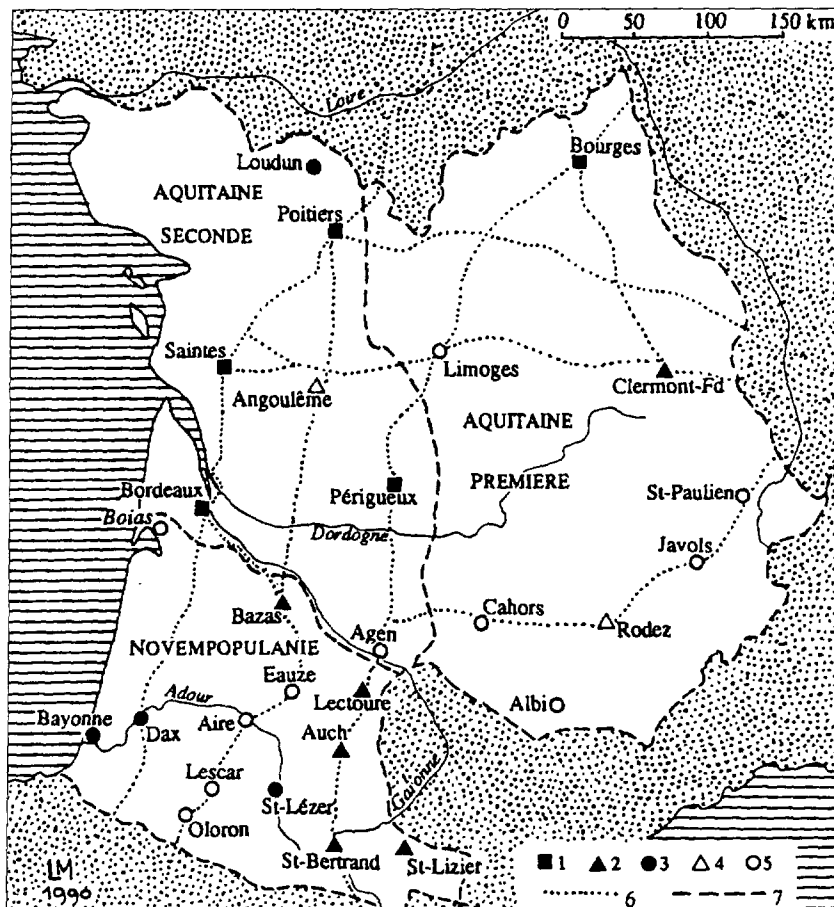 0 50 100 150 km
Loire
Bourges
Loudun
AQUITAINE
SECONDE
Poitiers
Saintes
Limoges
Angoulême
Clermont-Fd
AQUITAINE
PREMIERE
Périgueux
St-Paulien
Bordeaux
Boias
Dordogne
Javols
Cahors
Rodez
Bazas
NOVEMPOPULANIE
Agen
Eauze
Lectoure
Albi
Adour
Bayonne
Dax
Aire
Auch
Lescar
St-Lézer
Garonne
Oloron
St-Bertrand
St-Lizier
1 2 3 4 5
6 7
LM
1990